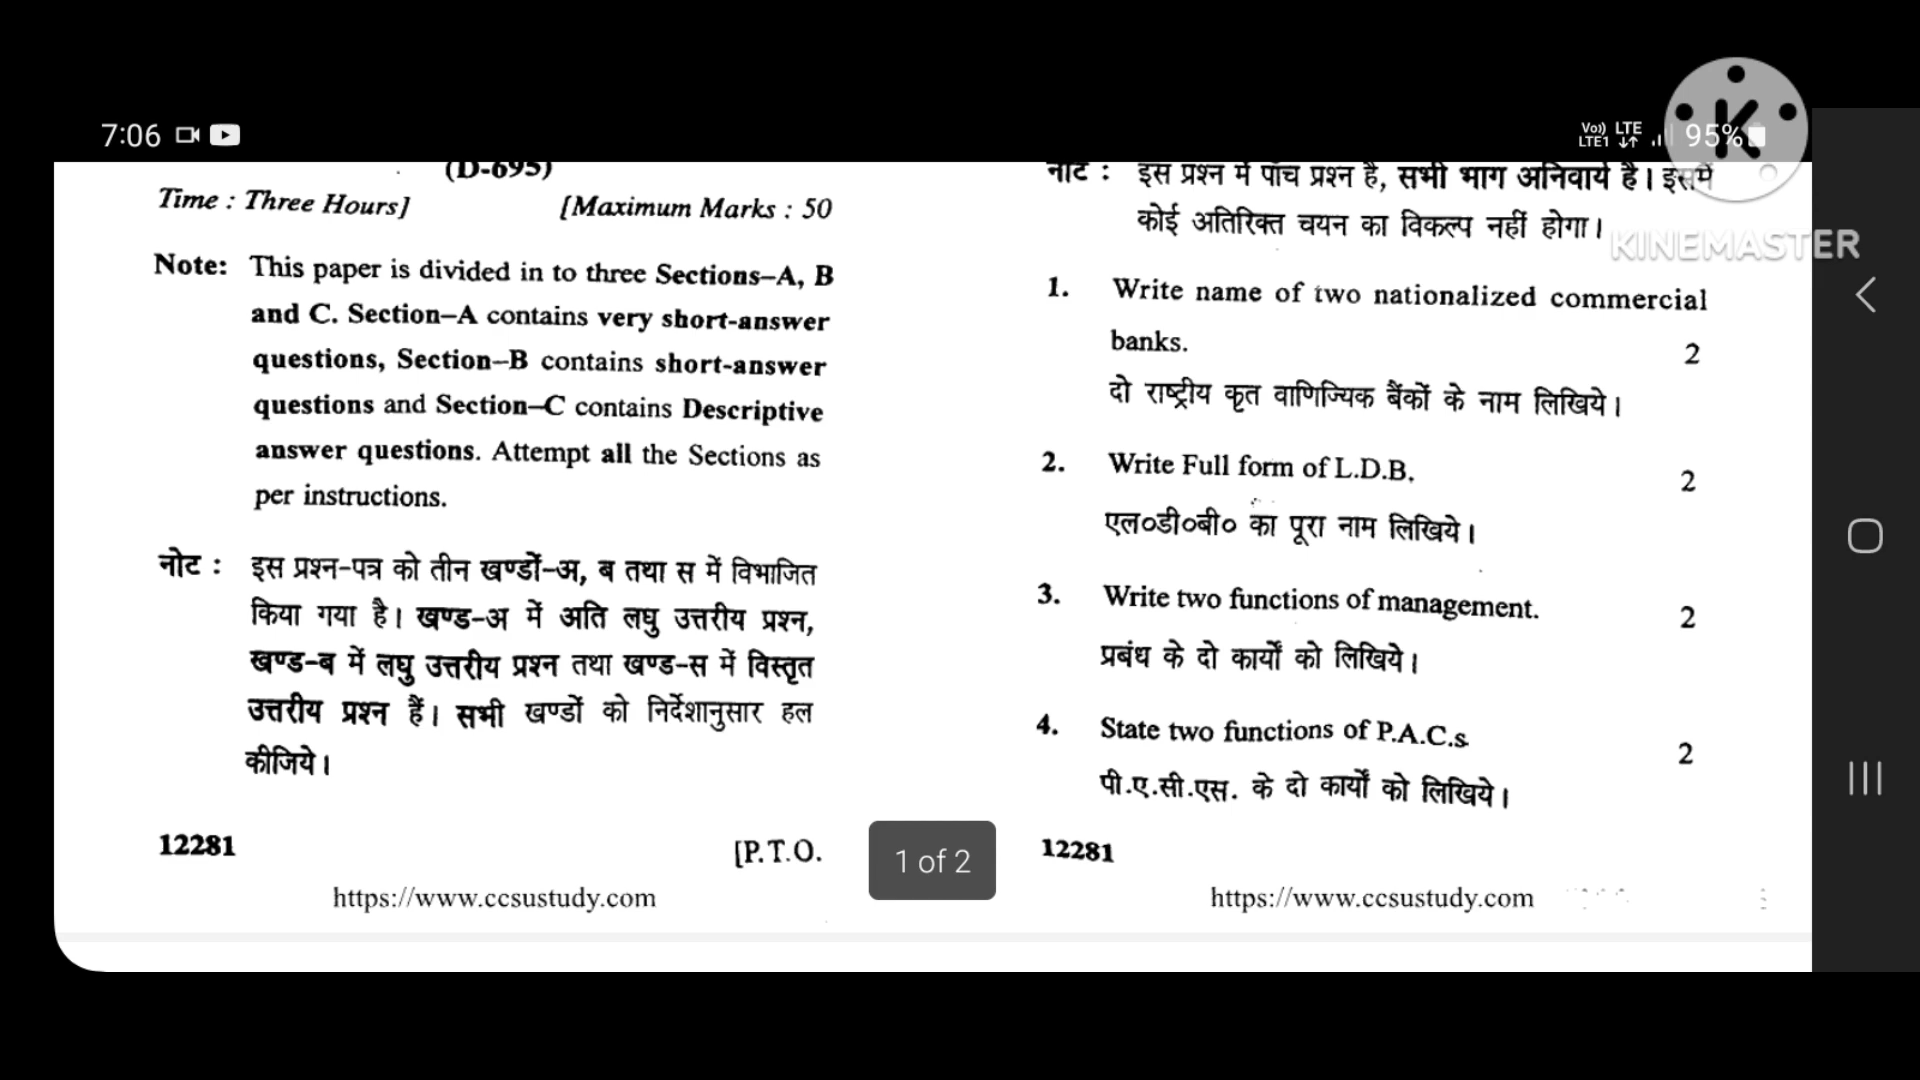 7:06
Vo) LTE
LTE1
95%
KINEMASTER
(D-695)
Time : Three Hours]
[Maximum Marks : 50
Note: This paper is divided in to three Sections–A, B
and C. Section–A contains very short-answer
questions, Section–B contains short-answer
questions and Section–C contains Descriptive
answer questions. Attempt all the Sections as
per instructions.
नोट : इस प्रश्न-पत्र को तीन खण्डों-अ, ब तथा स में विभाजित
किया गया है। खण्ड-अ में अति लघु उत्तरीय प्रश्न,
खण्ड-ब में लघु उत्तरीय प्रश्न तथा खण्ड-स में विस्तृत
उत्तरीय प्रश्न हैं। सभी खण्डों को निर्देशानुसार हल
कीजिये।
12281
[P.T.O.
https://www.ccsustudy.com
नोट : इस प्रश्न में पाँच प्रश्न है, सभी भाग अनिवार्य है। इसमें
कोई अतिरिक्त चयन का विकल्प नहीं होगा।
1. Write name of two nationalized commercial
banks. 2
दो राष्ट्रीय कृत वाणिज्यिक बैंकों के नाम लिखिये।
2. Write Full form of L.D.B. 2
एल०डी०बी० का पूरा नाम लिखिये।
3. Write two functions of management. 2
प्रबंध के दो कार्यों को लिखिये।
4. State two functions of P.A.C.s. 2
पी.ए.सी.एस. के दो कार्यों को लिखिये।
12281
https://www.ccsustudy.com
1 of 2